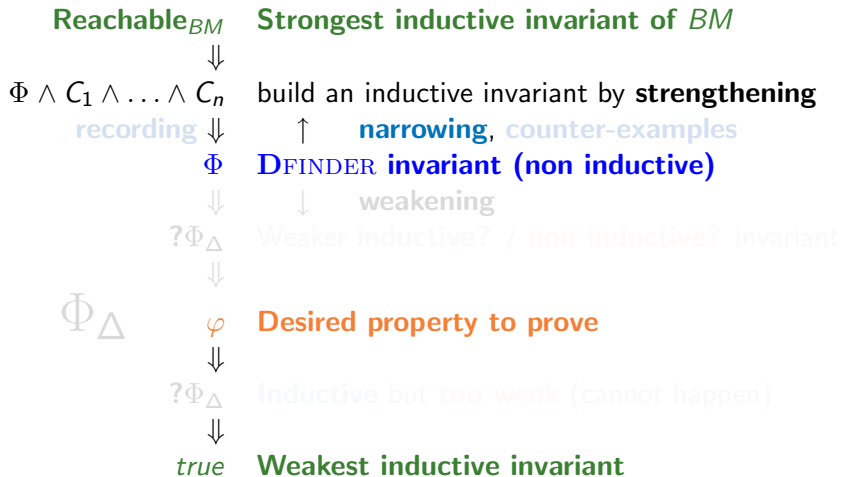 Reachable_BM Strongest inductive invariant of BM
⇓
Φ ∧ C₁ ∧ … ∧ Cₙ build an inductive invariant by strengthening
recording ⇓ ↑ narrowing, counter-examples
Φ DFINDER invariant (non inductive)
⇓ ↓ weakening
?Φ_Δ Weaker inductive? / non inductive? invariant
⇓
Φ_Δ
φ Desired property to prove
⇓
?Φ_Δ Inductive but too weak (cannot happen)
⇓
true Weakest inductive invariant